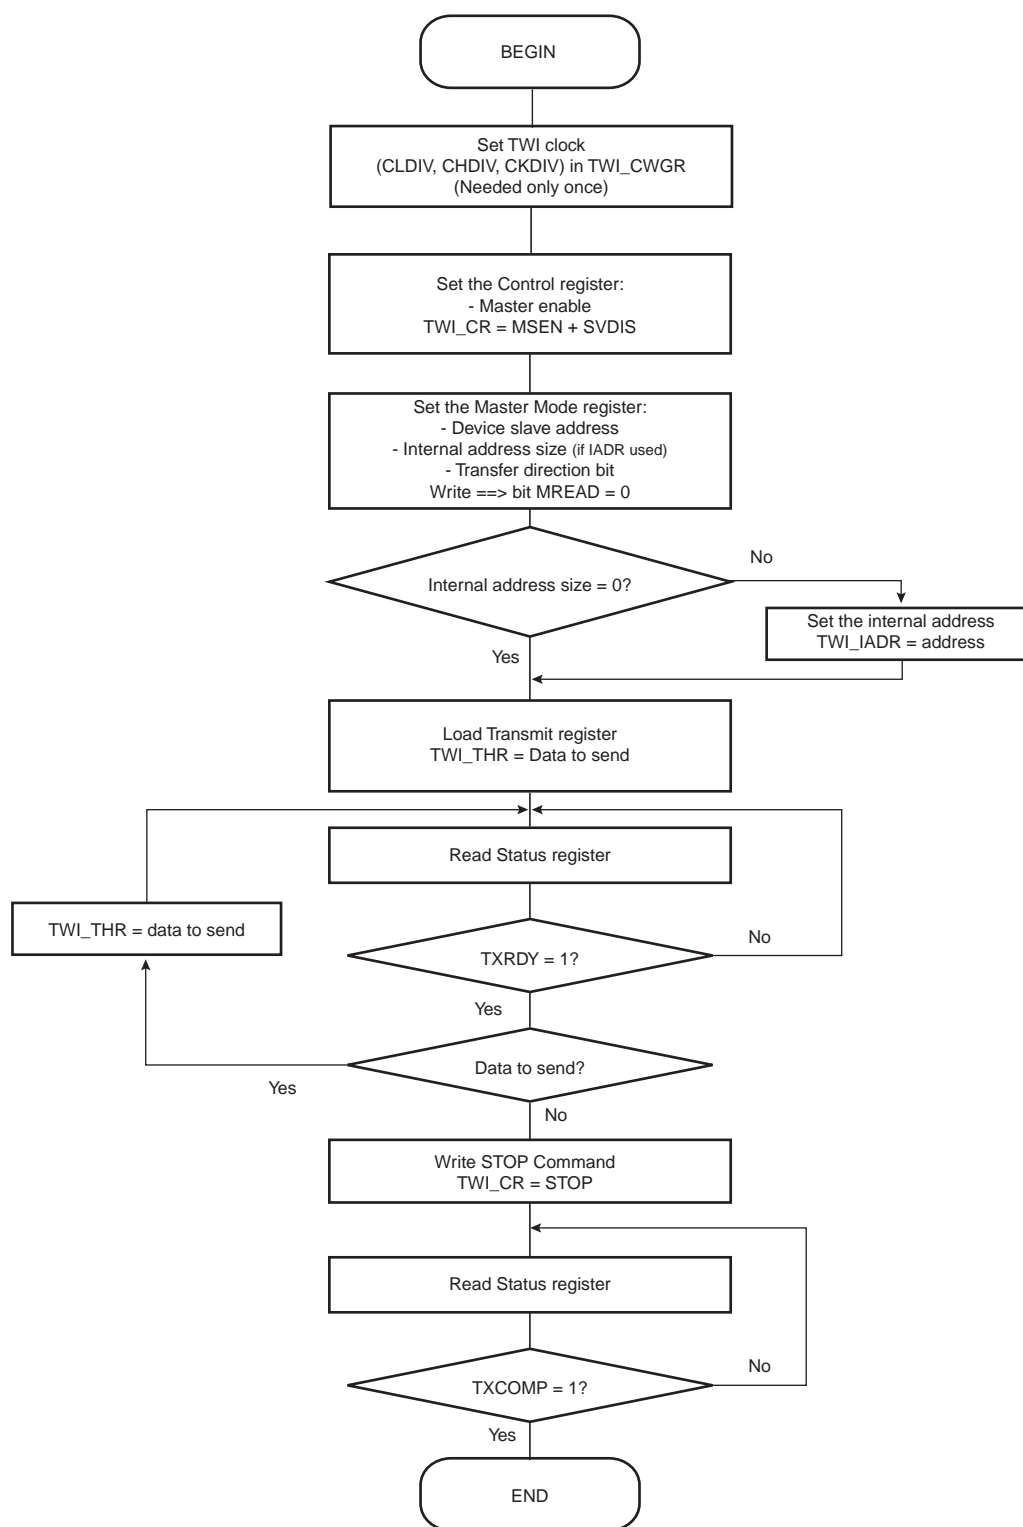 BEGIN
Set TWI clock
(CLDIV, CHDIV, CKDIV) in TWI_CWGR
(Needed only once)
Set the Control register:
- Master enable
TWI_CR = MSEN + SVDIS
Set the Master Mode register:
- Device slave address
- Internal address size (if IADR used)
- Transfer direction bit
Write ==> bit MREAD = 0
No
Internal address size = 0?
Set the internal address
TWI_IADR = address
Yes
Load Transmit register
TWI_THR = Data to send
Read Status register
TWI_THR = data to send
No
TXRDY = 1?
Yes
Data to send?
Yes
No
Write STOP Command
TWI_CR = STOP
Read Status register
No
TXCOMP = 1?
Yes
END